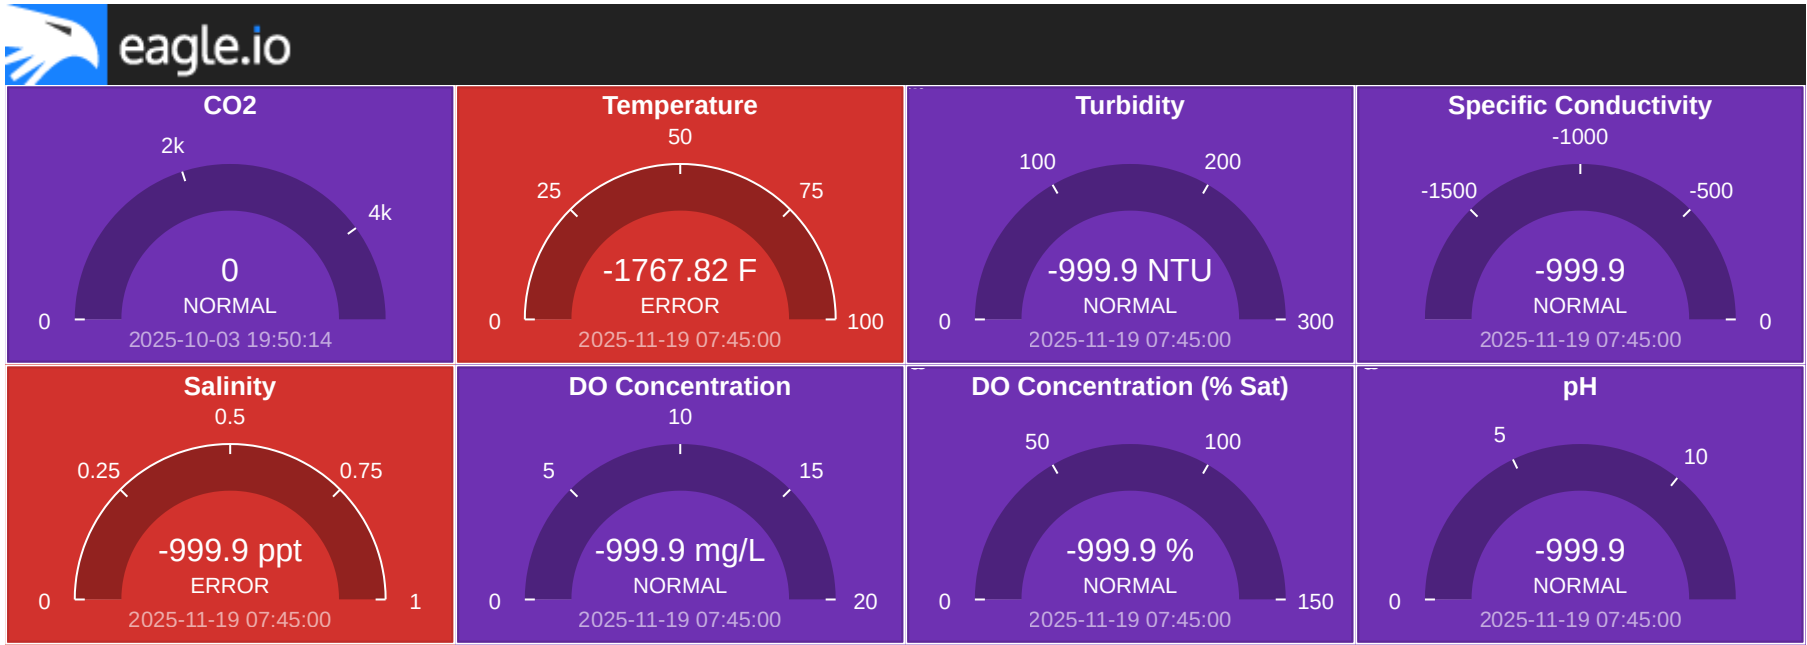 eagle.io
CO2
2k
4k
0
NORMAL
0
2025-10-03 19:50:14
Temperature
50
25
75
-1767.82 F
ERROR
0
100
2025-11-19 07:45:00
Turbidity
100
200
-999.9 NTU
NORMAL
0
300
2025-11-19 07:45:00
Specific Conductivity
-1000
-1500
-500
-999.9
NORMAL
0
2025-11-19 07:45:00
Salinity
0.5
0.25
0.75
-999.9 ppt
ERROR
0
1
2025-11-19 07:45:00
DO Concentration
10
5
15
-999.9 mg/L
NORMAL
0
20
2025-11-19 07:45:00
DO Concentration (% Sat)
50
100
-999.9 %
NORMAL
0
150
2025-11-19 07:45:00
pH
5
10
-999.9
NORMAL
0
2025-11-19 07:45:00